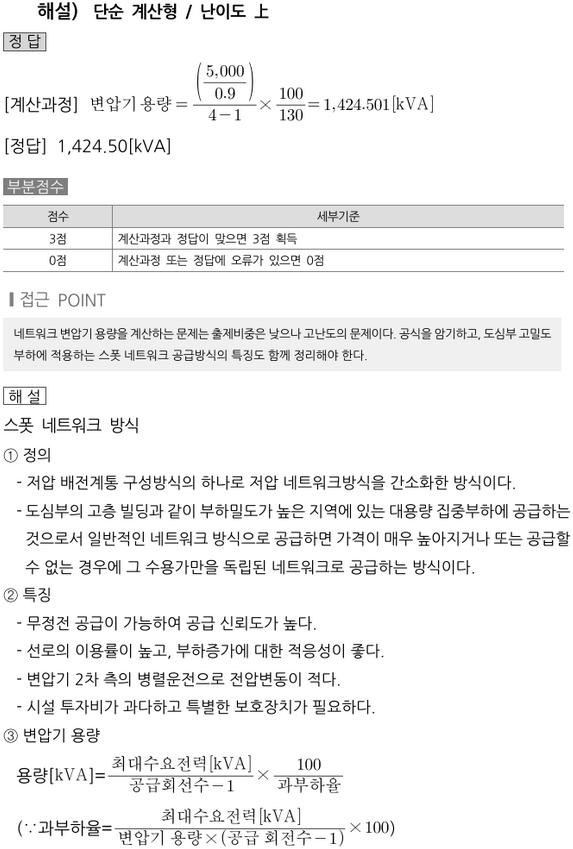 해설) 단순 계산형 / 난이도 上
정 답
[계산과정] 변압기 용량 = (5,000/0.9)/(4-1) × 100/130 = 1,424.501[kVA]
[정답] 1,424.50[kVA]
부분점수
점수 세부기준
3점 계산과정과 정답이 맞으면 3점 획득
0점 계산과정 또는 정답에 오류가 있으면 0점
접근 POINT
네트워크 변압기 용량을 계산하는 문제는 출제비중은 낮으나 고난도의 문제이다. 공식을 암기하고, 도심부 고밀도
부하에 적용하는 스폿 네트워크 공급방식의 특징도 함께 정리해야 한다.
해 설
스폿 네트워크 방식
① 정의
- 저압 배전계통 구성방식의 하나로 저압 네트워크방식을 간소화한 방식이다.
- 도심부의 고층 빌딩과 같이 부하밀도가 높은 지역에 있는 대용량 집중부하에 공급하는
것으로서 일반적인 네트워크 방식으로 공급하면 가격이 매우 높아지거나 또는 공급할
수 없는 경우에 그 수용가만을 독립된 네트워크로 공급하는 방식이다.
② 특징
- 무정전 공급이 가능하여 공급 신뢰도가 높다.
- 선로의 이용률이 높고, 부하증가에 대한 적응성이 좋다.
- 변압기 2차 측의 병렬운전으로 전압변동이 적다.
- 시설 투자비가 과다하고 특별한 보호장치가 필요하다.
③ 변압기 용량
용량[kVA]= 최대수요전력[kVA]/(공급회선수-1) × 100/과부하율
(∵과부하율= 최대수요전력[kVA]/(변압기 용량×(공급 회전수-1)) ×100)